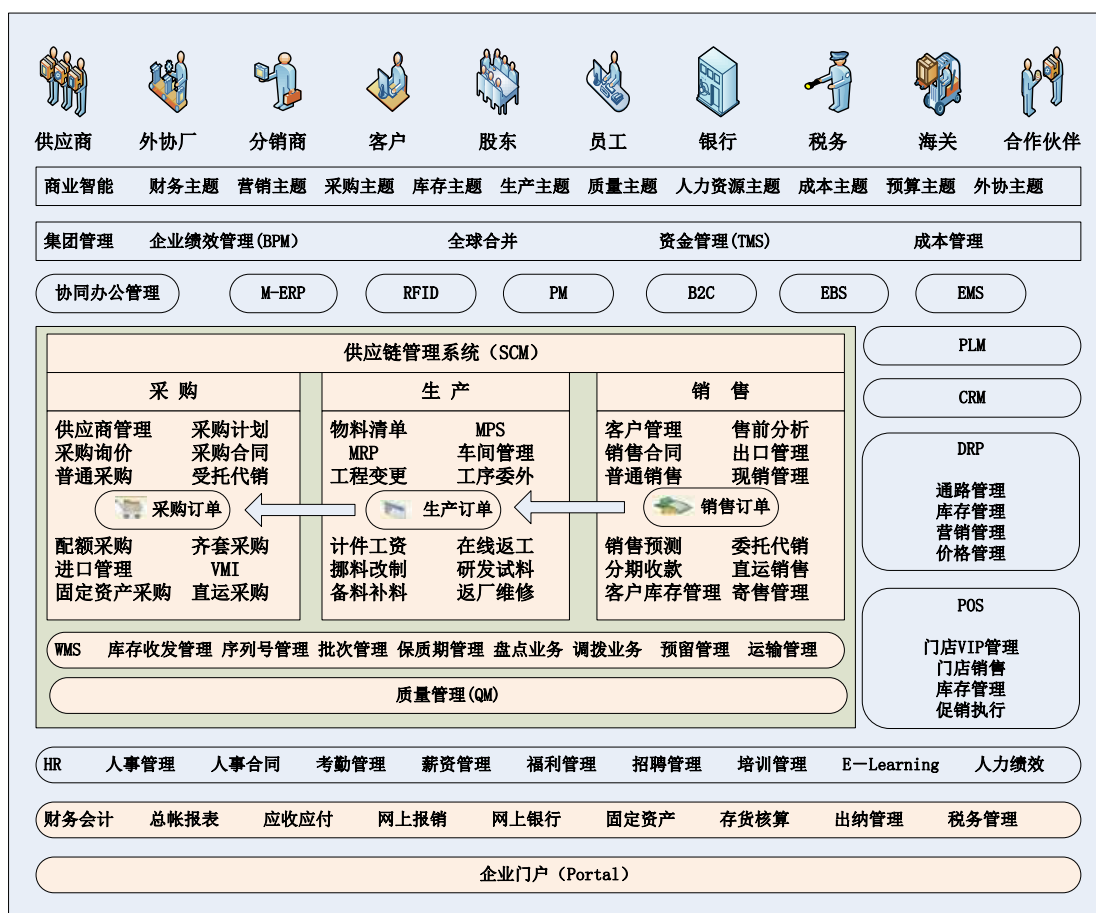 供应商 外协厂 分销商 客户 股东 员工 银行 税务 海关 合作伙伴
商业智能 财务主题 营销主题 采购主题 库存主题 生产主题 质量主题 人力资源主题 成本主题 预算主题 外协主题
集团管理 企业绩效管理(BPM) 全球合并 资金管理(TMS) 成本管理
协同办公管理 M-ERP RFID PM B2C EBS EMS
供应链管理系统（SCM）
采 购
供应商管理 采购计划
采购询价 采购合同
普通采购 受托代销
采购订单
配额采购 齐套采购
进口管理 VMI
固定资产采购 直运采购
生 产
物料清单 MPS
MRP 车间管理
工程变更 工序委外
生产订单
计件工资 在线返工
挪料改制 研发试料
备料补料 返厂维修
销 售
客户管理 售前分析
销售合同 出口管理
普通销售 现销管理
销售订单
销售预测 委托代销
分期收款 直运销售
客户库存管理 寄售管理
WMS 库存收发管理 序列号管理 批次管理 保质期管理 盘点业务 调拨业务 预留管理 运输管理
质量管理(QM)
PLM
CRM
DRP
通路管理
库存管理
营销管理
价格管理
POS
门店VIP管理
门店销售
库存管理
促销执行
HR 人事管理 人事合同 考勤管理 薪资管理 福利管理 招聘管理 培训管理 E－Learning 人力绩效
财务会计 总帐报表 应收应付 网上报销 网上银行 固定资产 存货核算 出纳管理 税务管理
企业门户（Portal）